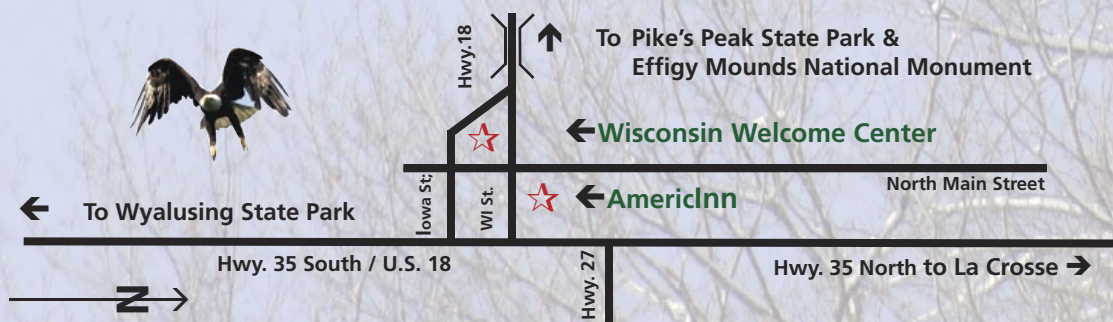 Hwy.18
To Pike's Peak State Park &
Effigy Mounds National Monument
Wisconsin Welcome Center
North Main Street
Iowa St;
WI St.
AmericInn
To Wyalusing State Park
Hwy. 35 South / U.S. 18
Hwy. 27
Hwy. 35 North to La Crosse
N